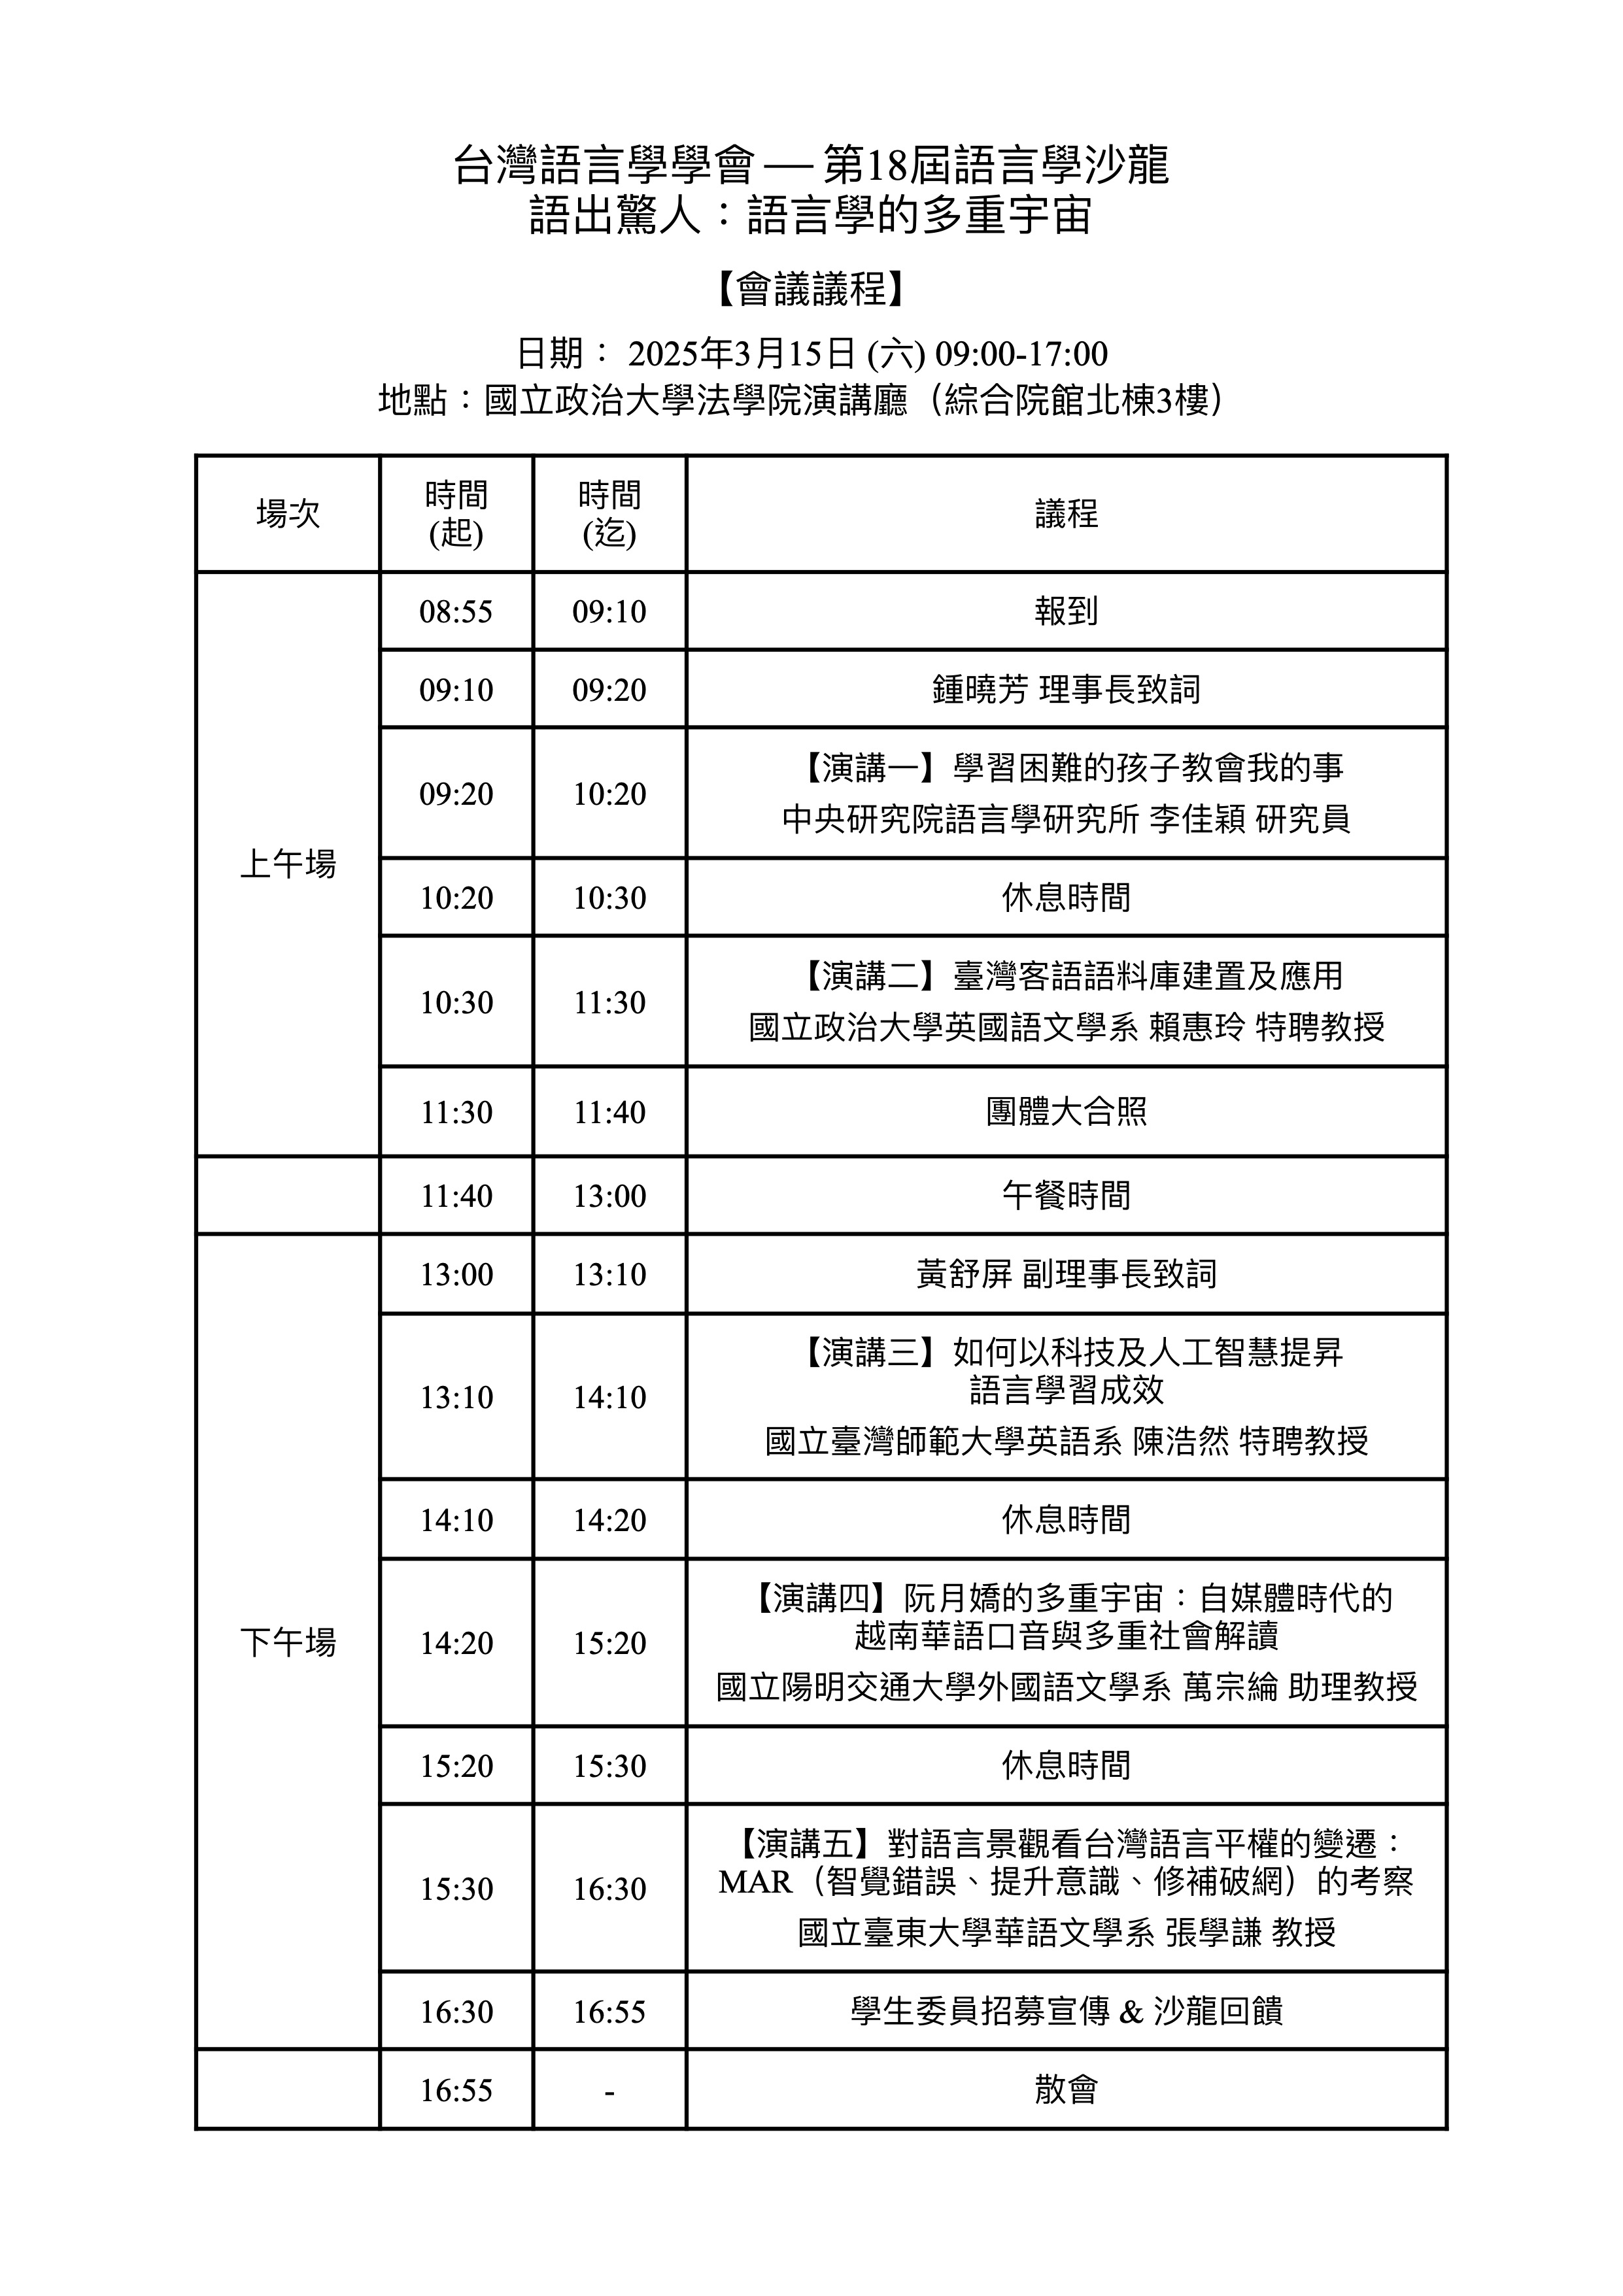 台灣語言學學會 — 第18屆語言學沙龍
語出驚人：語言學的多重宇宙
【會議議程】
日期： 2025年3月15日 (六) 09:00-17:00
地點：國立政治大學法學院演講廳（綜合院館北棟3樓）
場次 時間 時間 議程
(起) (迄)
上午場
08:55 09:10 報到
09:10 09:20 鍾曉芳 理事長致詞
09:20 10:20 【演講一】學習困難的孩子教會我的事
中央研究院語言學研究所 李佳穎 研究員
10:20 10:30 休息時間
10:30 11:30 【演講二】臺灣客語語料庫建置及應用
國立政治大學英國語文學系 賴惠玲 特聘教授
11:30 11:40 團體大合照
11:40 13:00 午餐時間
下午場
13:00 13:10 黃舒屏 副理事長致詞
13:10 14:10 【演講三】如何以科技及人工智慧提昇
語言學習成效
國立臺灣師範大學英語系 陳浩然 特聘教授
14:10 14:20 休息時間
14:20 15:20 【演講四】阮月嬌的多重宇宙：自媒體時代的
越南華語口音與多重社會解讀
國立陽明交通大學外國語文學系 萬宗綸 助理教授
15:20 15:30 休息時間
15:30 16:30 【演講五】對語言景觀看台灣語言平權的變遷：
MAR（智覺錯誤、提升意識、修補破網）的考察
國立臺東大學華語文學系 張學謙 教授
16:30 16:55 學生委員招募宣傳 & 沙龍回饋
16:55 - 散會